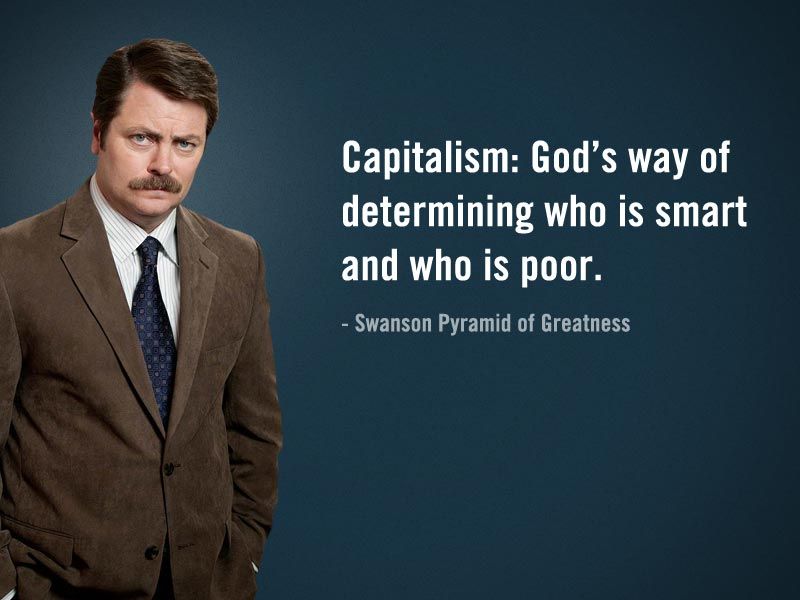 Capitalism: God’s way of
determining who is smart
and who is poor.
- Swanson Pyramid of Greatness